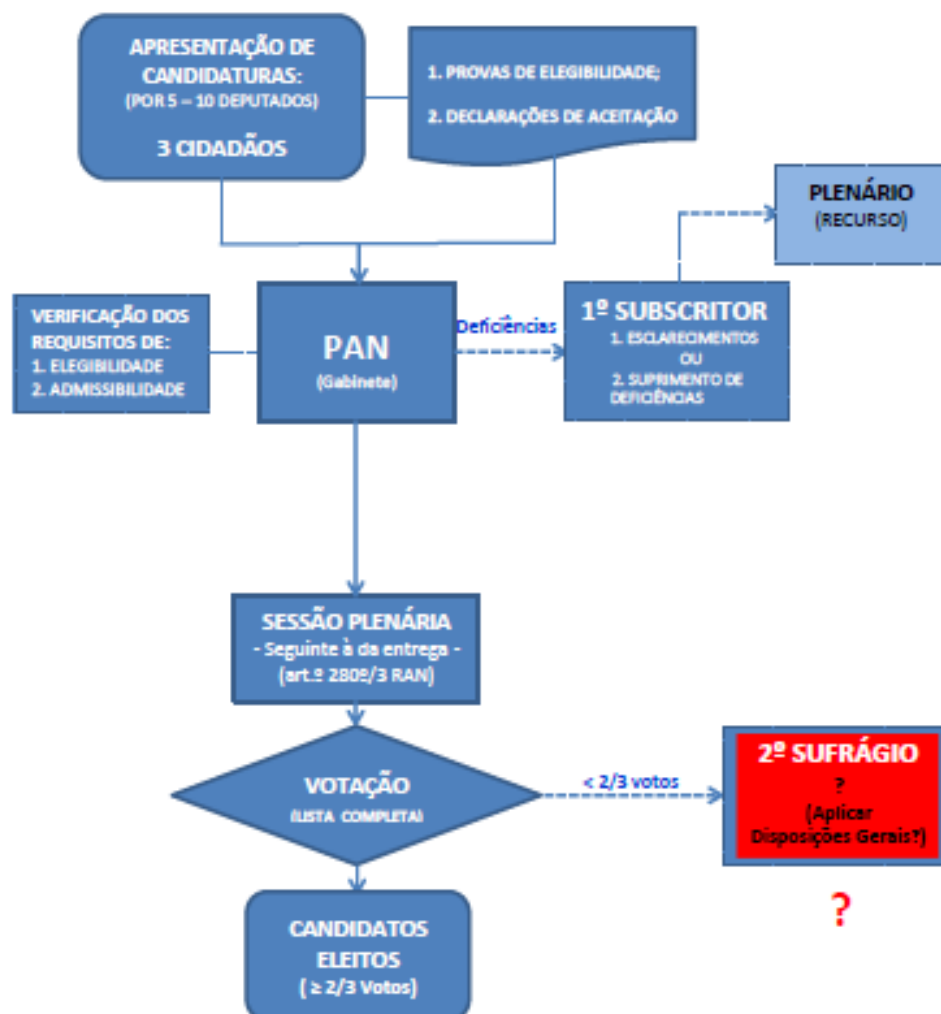 APRESENTAÇÃO DE
CANDIDATURAS:
(POR 5 – 10 DEPUTADOS)
3 CIDADÃOS
1. PROVAS DE ELEGIBILIDADE;
2. DECLARAÇÕES DE ACEITAÇÃO
PLENÁRIO
(RECURSO)
VERIFICAÇÃO DOS
REQUISITOS DE:
1. ELEGIBILIDADE
2. ADMISSIBILIDADE
PAN
(Gabinete)
Deficiências
1º SUBSCRITOR
1. ESCLARECIMENTOS
OU
2. SUPRIMENTO DE
DEFICIÊNCIAS
SESSÃO PLENÁRIA
- Seguinte à da entrega -
(art.º 280º/3 RAN)
VOTAÇÃO
(LISTA COMPLETA)
< 2/3 votos
2º SUFRÁGIO
?
(Aplicar
Disposições Gerais?)
?
CANDIDATOS
ELEITOS
( ≥ 2/3 Votos)